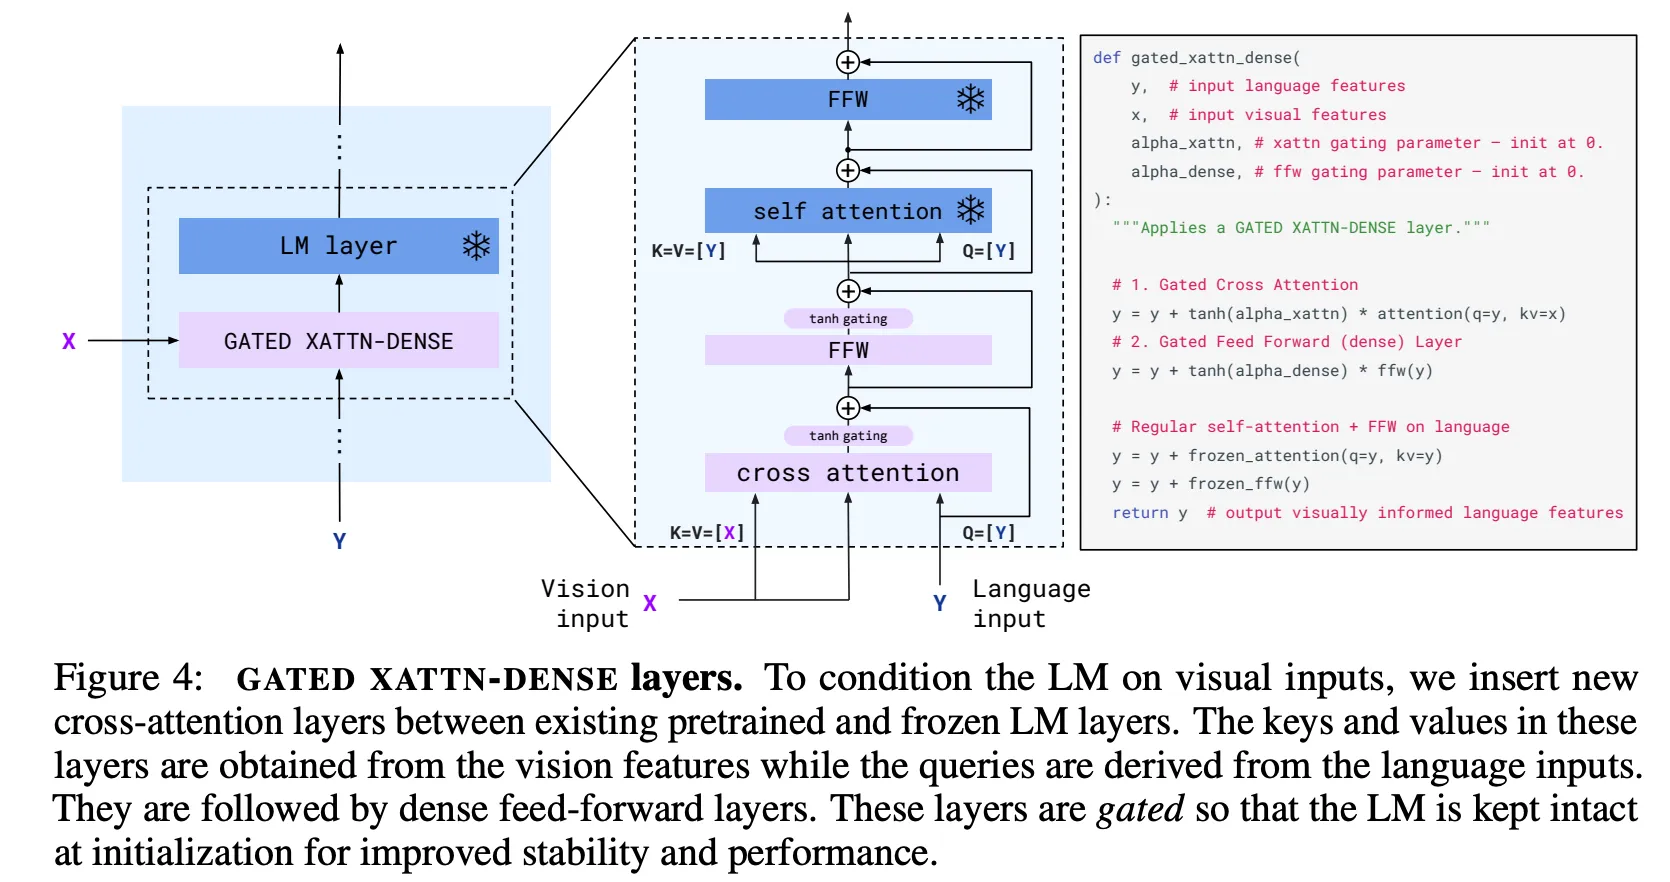 LM layer
X
GATED XATTN-DENSE
Y
FFW
self attention
K=V=[Y]
Q=[Y]
tanh gating
FFW
tanh gating
cross attention
K=V=[X]
Q=[Y]
Vision input X
Y Language input
def gated_xattn_dense(
y, # input language features
x, # input visual features
alpha_xattn, # xattn gating parameter – init at 0.
alpha_dense, # ffw gating parameter – init at 0.
):
"""Applies a GATED XATTN-DENSE layer."""
# 1. Gated Cross Attention
y = y + tanh(alpha_xattn) * attention(q=y, kv=x)
# 2. Gated Feed Forward (dense) Layer
y = y + tanh(alpha_dense) * ffw(y)
# Regular self-attention + FFW on language
y = y + frozen_attention(q=y, kv=y)
y = y + frozen_ffw(y)
return y # output visually informed language features
Figure 4: GATED XATTN-DENSE layers. To condition the LM on visual inputs, we insert new
cross-attention layers between existing pretrained and frozen LM layers. The keys and values in these
layers are obtained from the vision features while the queries are derived from the language inputs.
They are followed by dense feed-forward layers. These layers are gated so that the LM is kept intact
at initialization for improved stability and performance.